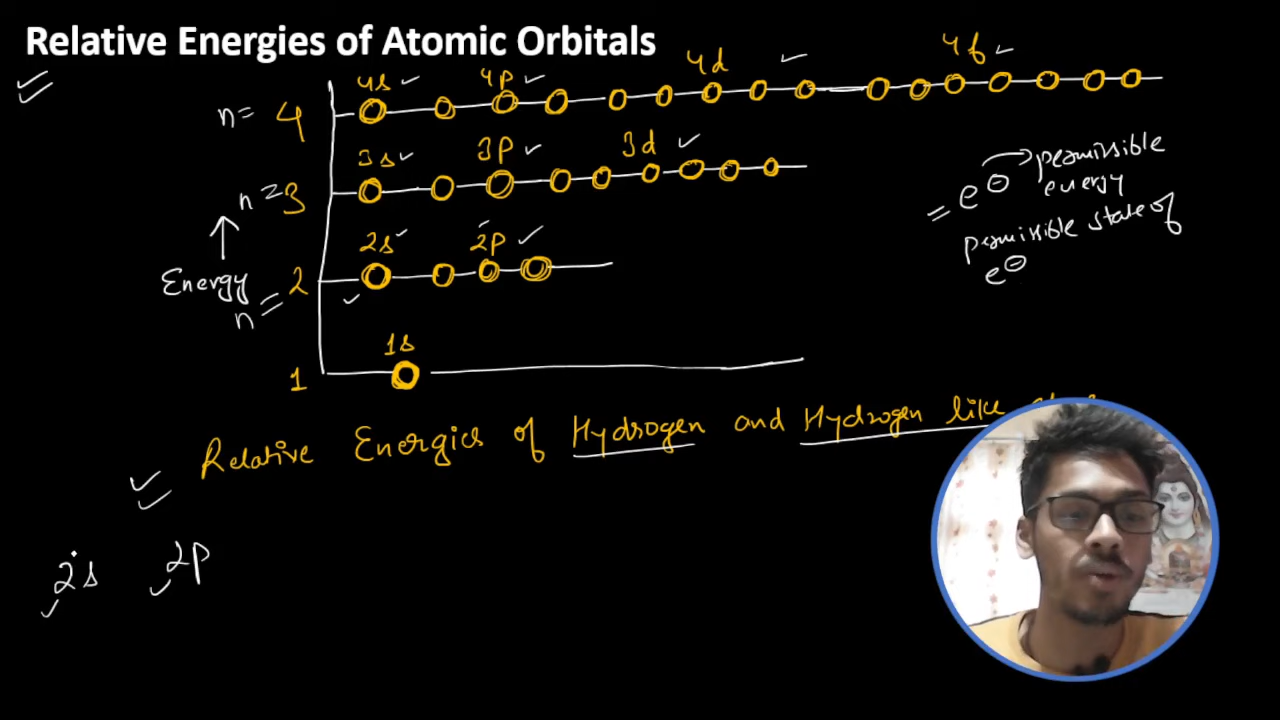 Relative Energies of Atomic Orbitals
4s 4p 4d 4f
n= 4
3s 3p 3d
n=3
permissible
energy
= e⊖
permissible state of
e⊖
2s 2p
Energy
n= 2
1s
1
Relative Energies of Hydrogen and Hydrogen like
2s 2p